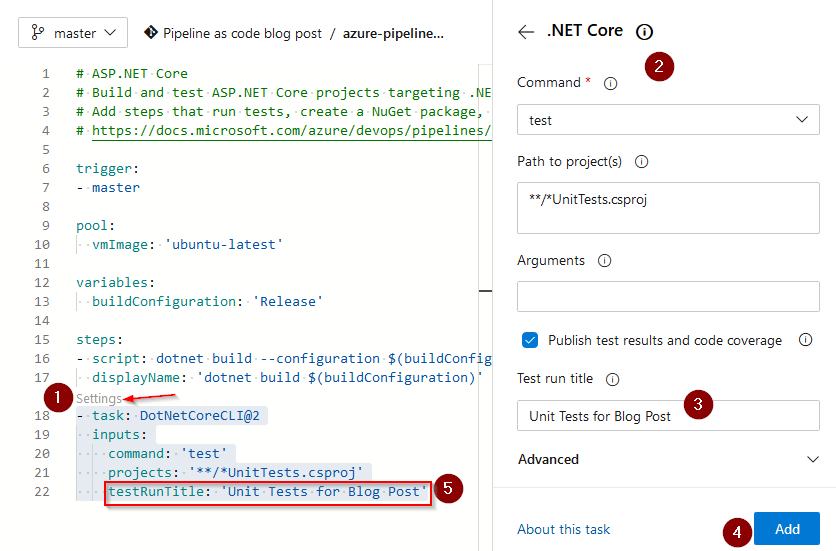 master
Pipeline as code blog post / azure-pipeline...
1 # ASP.NET Core
2 # Build and test ASP.NET Core projects targeting .NE
3 # Add steps that run tests, create a NuGet package,
4 # https://docs.microsoft.com/azure/devops/pipelines/
5
6 trigger:
7 - master
8
9 pool:
10 vmImage: 'ubuntu-latest'
11
12 variables:
13 buildConfiguration: 'Release'
14
15 steps:
16 - script: dotnet build --configuration $(buildConfig
17 displayName: 'dotnet build $(buildConfiguration)'
1 Settings
18 - task: DotNetCoreCLI@2
19 inputs:
20 command: 'test'
21 projects: '**/*UnitTests.csproj'
22 testRunTitle: 'Unit Tests for Blog Post'
5
.NET Core
2
Command *
test
Path to project(s)
**/*UnitTests.csproj
Arguments
Publish test results and code coverage
Test run title
Unit Tests for Blog Post
3
Advanced
About this task
4
Add